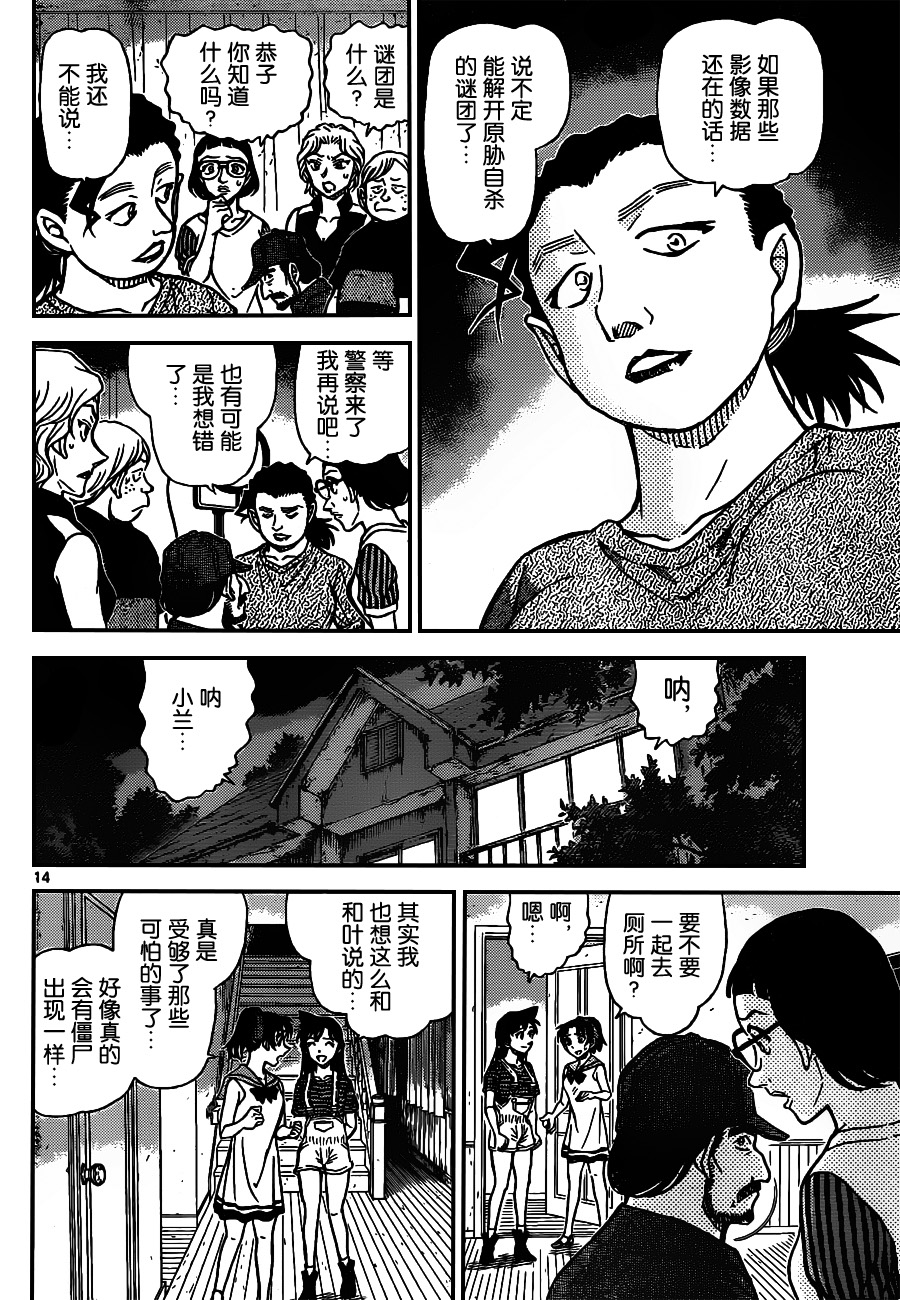 如果那些
影像数据
还在的话…
说不定
能解开原胁自杀
的谜团了…
谜团是
什么?
恭子
你知道
什么吗?
我还
不能说…
等
警察来了
我再说吧…
也有可能
是我想错
了…
呐,
呐
小兰…
14
要不要
一起去
厕所啊?
啊,
嗯…
其实我
也想这么和
和叶说的…
真是
受够了那些
可怕的事了…
好像真的
会有僵尸
出现一样…